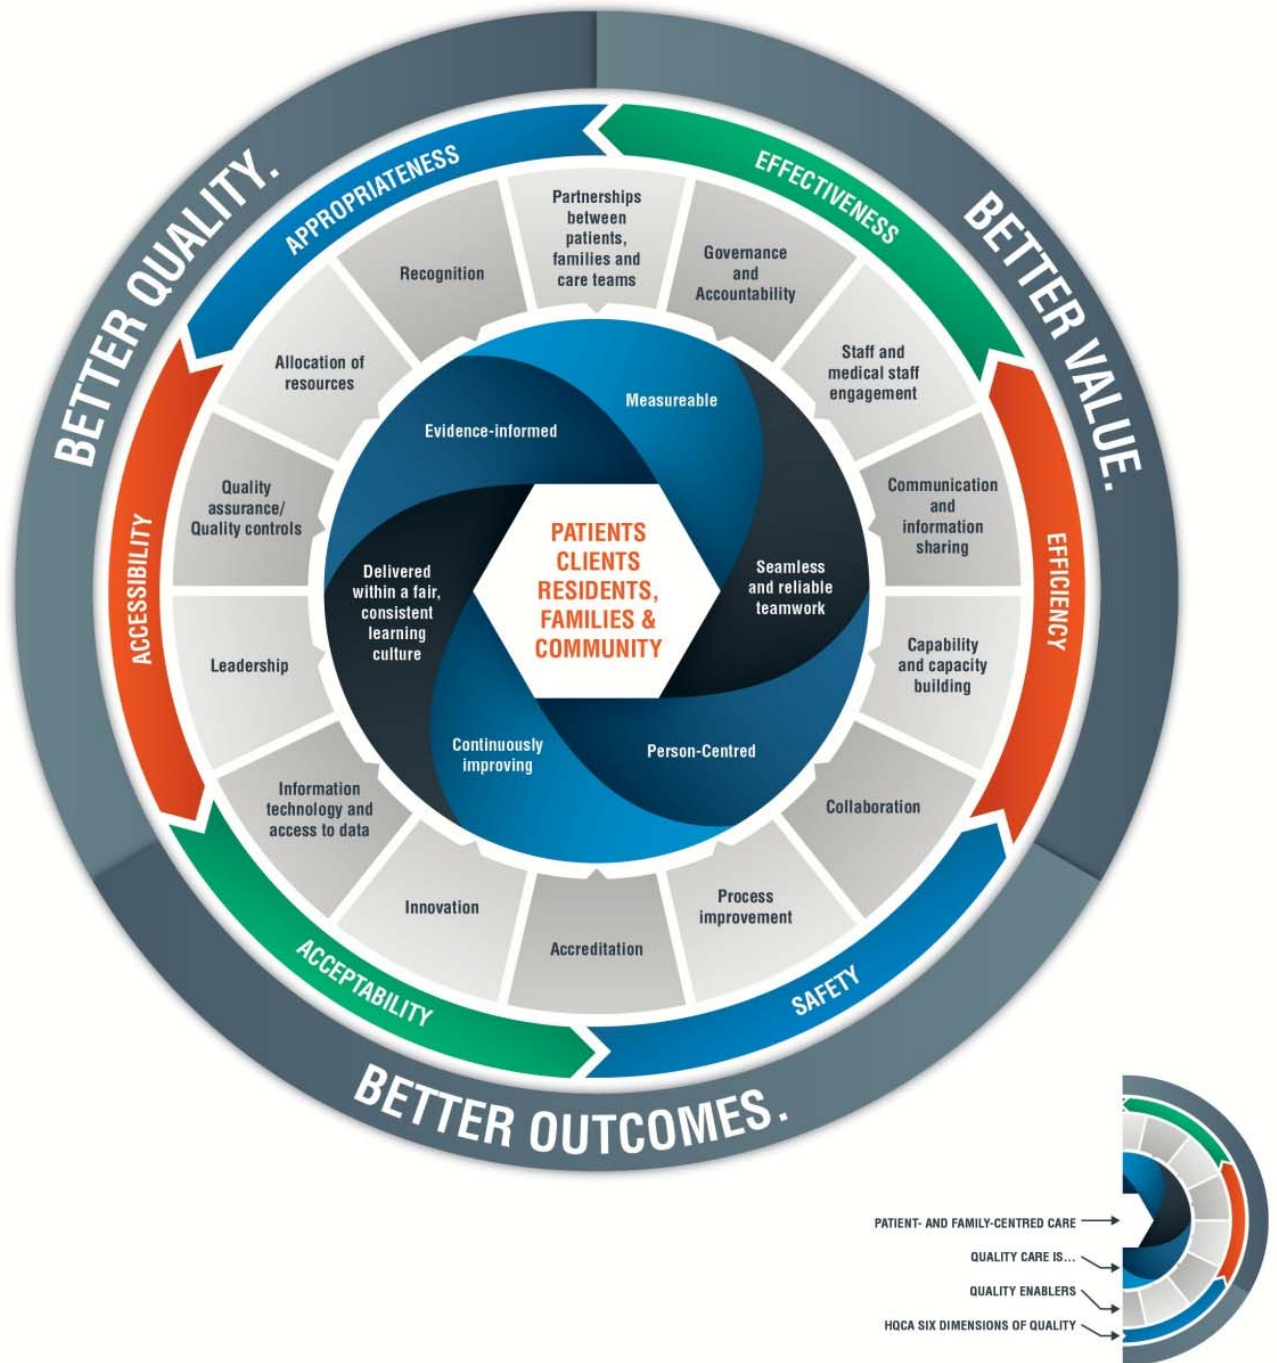 BETTER QUALITY.
BETTER VALUE.
BETTER OUTCOMES.
APPROPRIATENESS
EFFECTIVENESS
EFFICIENCY
SAFETY
ACCEPTABILITY
ACCESSIBILITY
Partnerships
between
patients,
families and
care teams
Governance
and
Accountability
Staff and
medical staff
engagement
Communication
and
information
sharing
Capability
and capacity
building
Collaboration
Process
improvement
Accreditation
Innovation
Information
technology and
access to data
Leadership
Quality
assurance/
Quality controls
Allocation of
resources
Recognition
Measureable
Seamless
and reliable
teamwork
Person-Centred
Continuously
improving
Delivered
within a fair,
consistent
learning
culture
Evidence-informed
PATIENTS
CLIENTS
RESIDENTS,
FAMILIES &
COMMUNITY
PATIENT- AND FAMILY-CENTRED CARE
QUALITY CARE IS...
QUALITY ENABLERS
HQCA SIX DIMENSIONS OF QUALITY